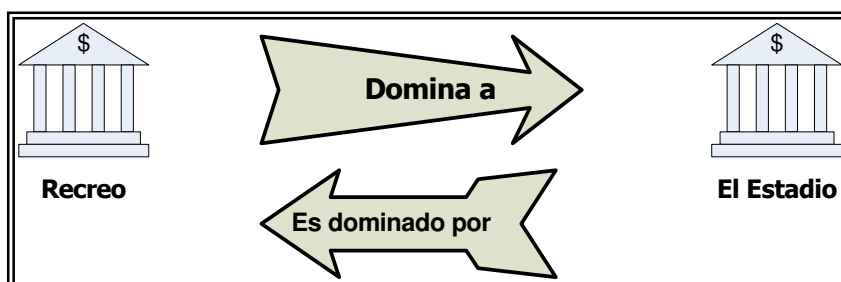 $
$
Domina a
Recreo
El Estadio
Es dominado por